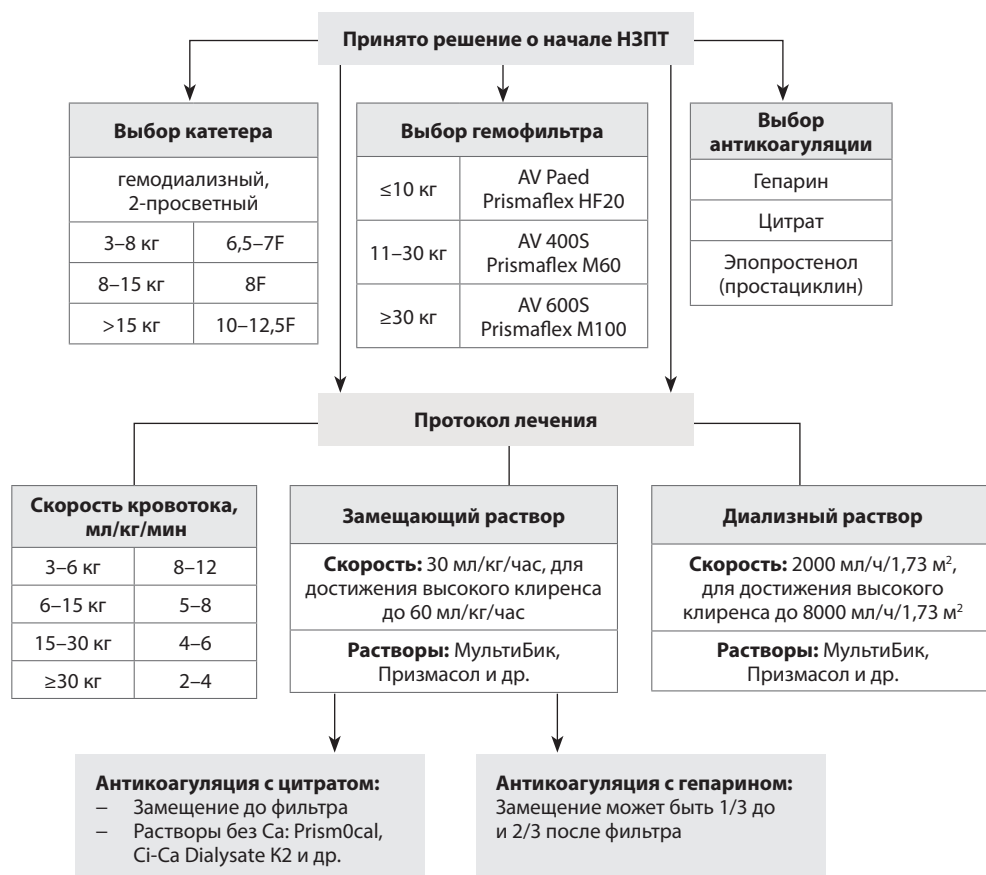 Принято решение о начале НЗПТ
Выбор катетера
гемодиализный,
2-просветный
3–8 кг 6,5–7F
8–15 кг 8F
>15 кг 10–12,5F
Выбор гемофильтра
≤10 кг AV Paed
Prismaflex HF20
11–30 кг AV 400S
Prismaflex M60
≥30 кг AV 600S
Prismaflex M100
Выбор
антикоагуляции
Гепарин
Цитрат
Эпопростенол
(простациклин)
Протокол лечения
Скорость кровотока,
мл/кг/мин
3–6 кг 8–12
6–15 кг 5–8
15–30 кг 4–6
≥30 кг 2–4
Замещающий раствор
Скорость: 30 мл/кг/час, для
достижения высокого клиренса
до 60 мл/кг/час
Растворы: МультиБик,
Призмасол и др.
Диализный раствор
Скорость: 2000 мл/ч/1,73 м²,
для достижения высокого
клиренса до 8000 мл/ч/1,73 м²
Растворы: МультиБик,
Призмасол и др.
Антикоагуляция с цитратом:
– Замещение до фильтра
– Растворы без Са: Prism0cal,
Ci-Ca Dialysate K2 и др.
Антикоагуляция с гепарином:
Замещение может быть 1/3 до
и 2/3 после фильтра